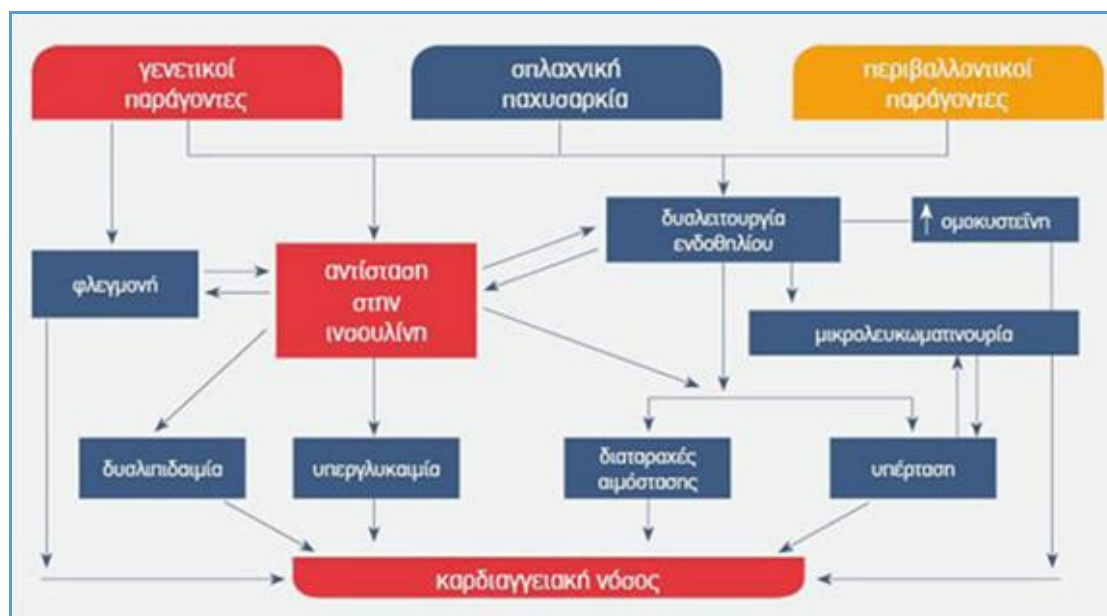 γενετικοί
παράγοντες
σπλαχνική
παχυσαρκία
περιβαλλοντικοί
παράγοντες
δυσλειτουργία
ενδοθηλίου
↑ ομοκυστεΐνη
φλεγμονή
αντίσταση
στην
ινσουλίνη
μικρολευκωματινουρία
δυσλιπιδαιμία
υπεργλυκαιμία
διαταραχές
αιμόστασης
υπέρταση
καρδιαγγειακή νόσος